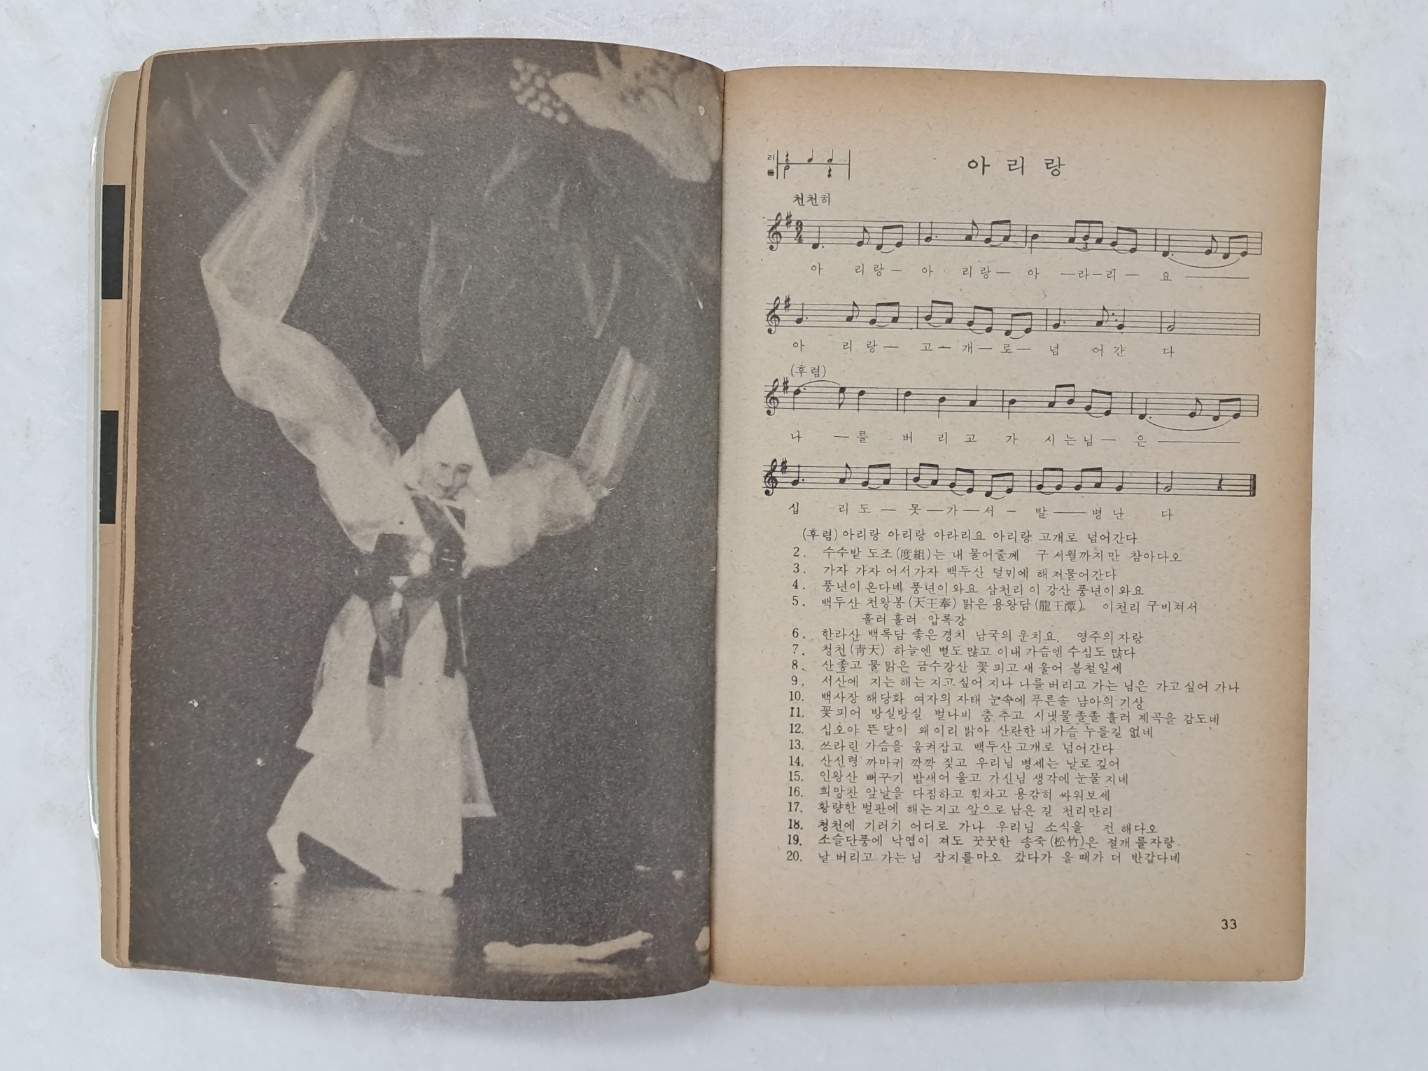 아리랑
천천히
아 리랑— 아 리랑— 아 —라—리— 요 ———
아 리랑— 고—개—로— 넘 어간 다
(후렴)
나 —를 버 리 고 가 시는님— 은 ———
십 리도— 못—가—서— 발—— 병난 다
(후렴) 아리랑 아리랑 아라리요 아리랑 고개로 넘어간다
2. 수수밭 도조(度組)는 내 물어줄께 구 서월까지만 참아다오
3. 가자 가자 어서가자 백두산 덜미에 해저물어간다
4. 풍년이 온다네 풍년이 와요 삼천리 이 강산 풍년이 와요
5. 백두산 천왕봉(天王奉) 맑은 용왕담(龍王潭). 이천리 구비져서
흘러 흘러 압록강
6. 한라산 백록담 좋은경치 남국의 운치요. 영주의 자랑
7. 청천(靑天) 하늘엔 별도 많고 이내 가슴엔 수심도 많다
8. 산좋고 물 맑은 금수강산 꽃 피고 새 울어 봄철일세
9. 서산에 지는 해는 지고싶어 지나 나를 버리고 가는 님은 가고싶어 가나
10. 백사장 해당화 여자의 자태 눈속에 푸른솔 남아의 기상
11. 꽃피어 방실방실 벌나비 춤추고 시냇물 졸졸 흘러 제곡을 감도네
12. 십오야 뜬달이 왜이리 밝아 산란한 내가슴 누를길 없네
13. 쓰라린 가슴을 움켜잡고 백두산 고개로 넘어간다
14. 산신령 까마귀 깍깍 짖고 우리님 병세는 날로 깊어
15. 인왕산 뻐꾸기 밤새어 울고 가신님 생각에 눈물지네
16. 희망찬 앞날을 다짐하고 힘차고 용감히 싸워보세
17. 황량한 벌판에 해는지고 앞으로 남은 길 천리만리
18. 청천에 기러기 어디로 가나 우리님 소식을 전해다오
19. 소슬단풍에 낙엽이 져도 꿋꿋한 송죽(松竹)은 절개를자랑
20. 날 버리고 가는 님 잡지를마오 갔다가 올때가 더 반갑다네
33